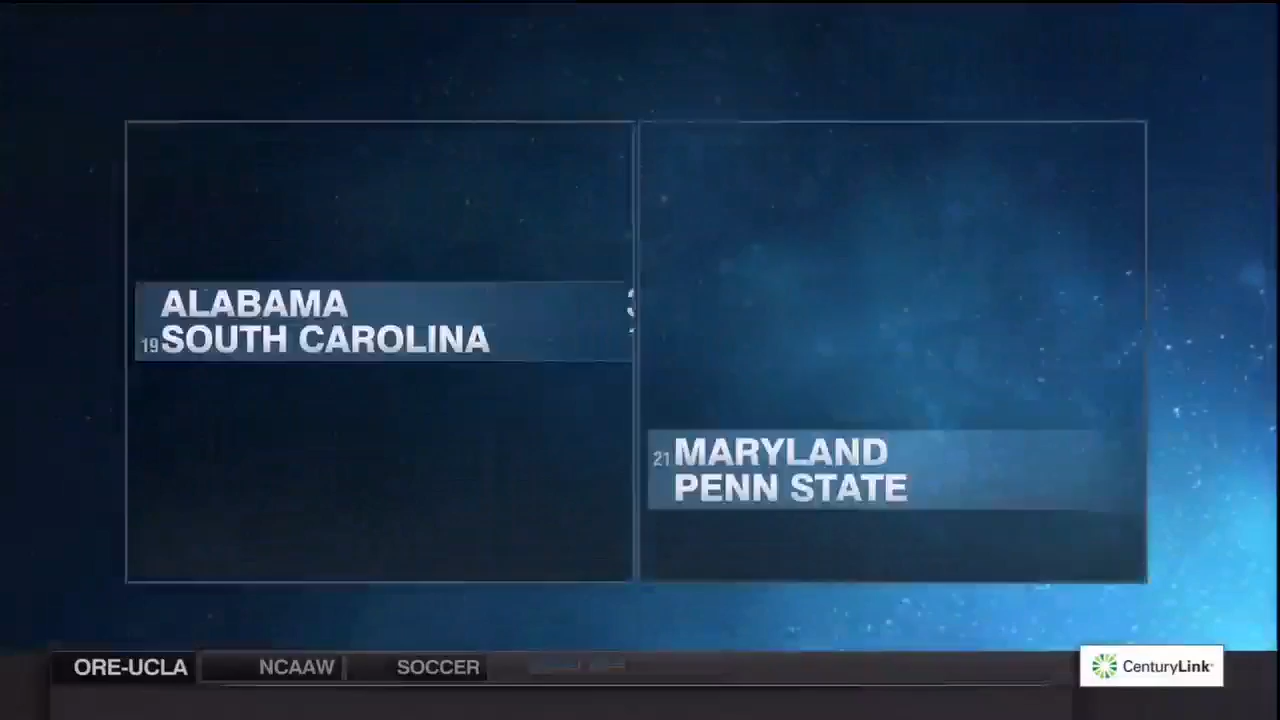 ALABAMA
19 SOUTH CAROLINA
21 MARYLAND
PENN STATE
ORE-UCLA
NCAAW
SOCCER
CenturyLink